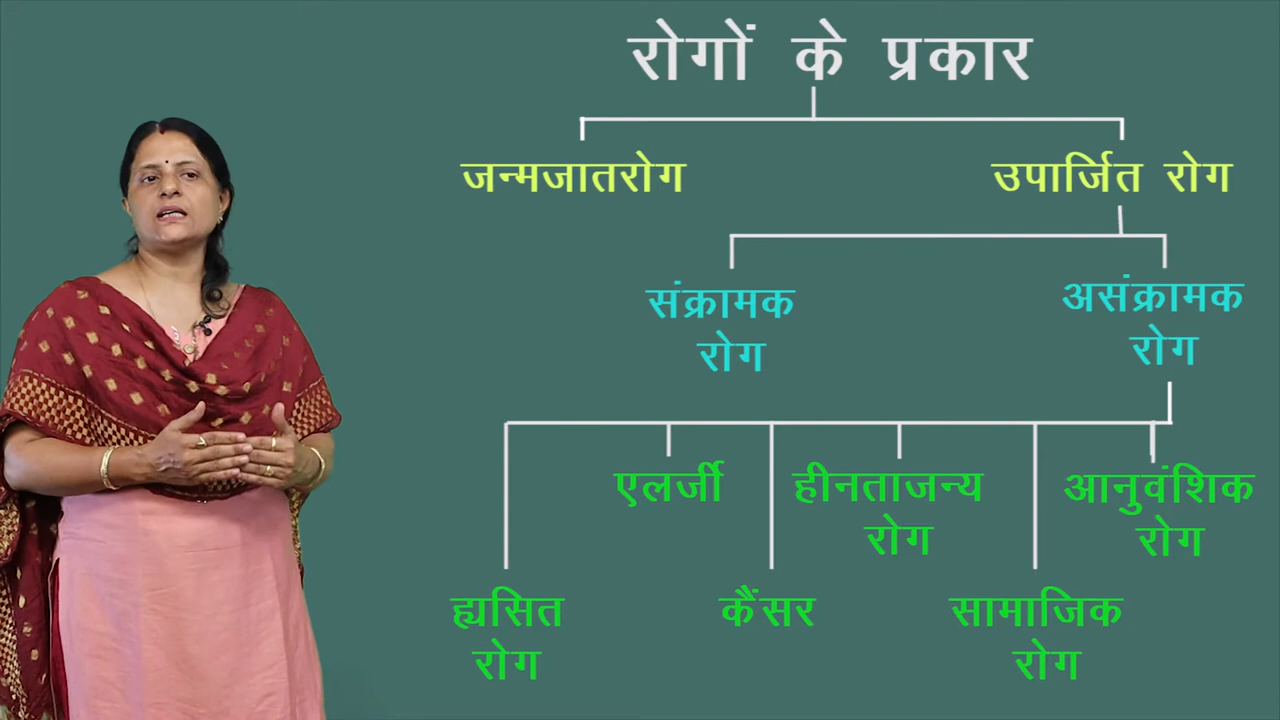 रोगों के प्रकार
जन्मजातरोग
उपार्जित रोग
संक्रामक
रोग
असंक्रामक
रोग
एलर्जी
हीनताजन्य
रोग
आनुवंशिक
रोग
ह्यसित
रोग
कैंसर
सामाजिक
रोग